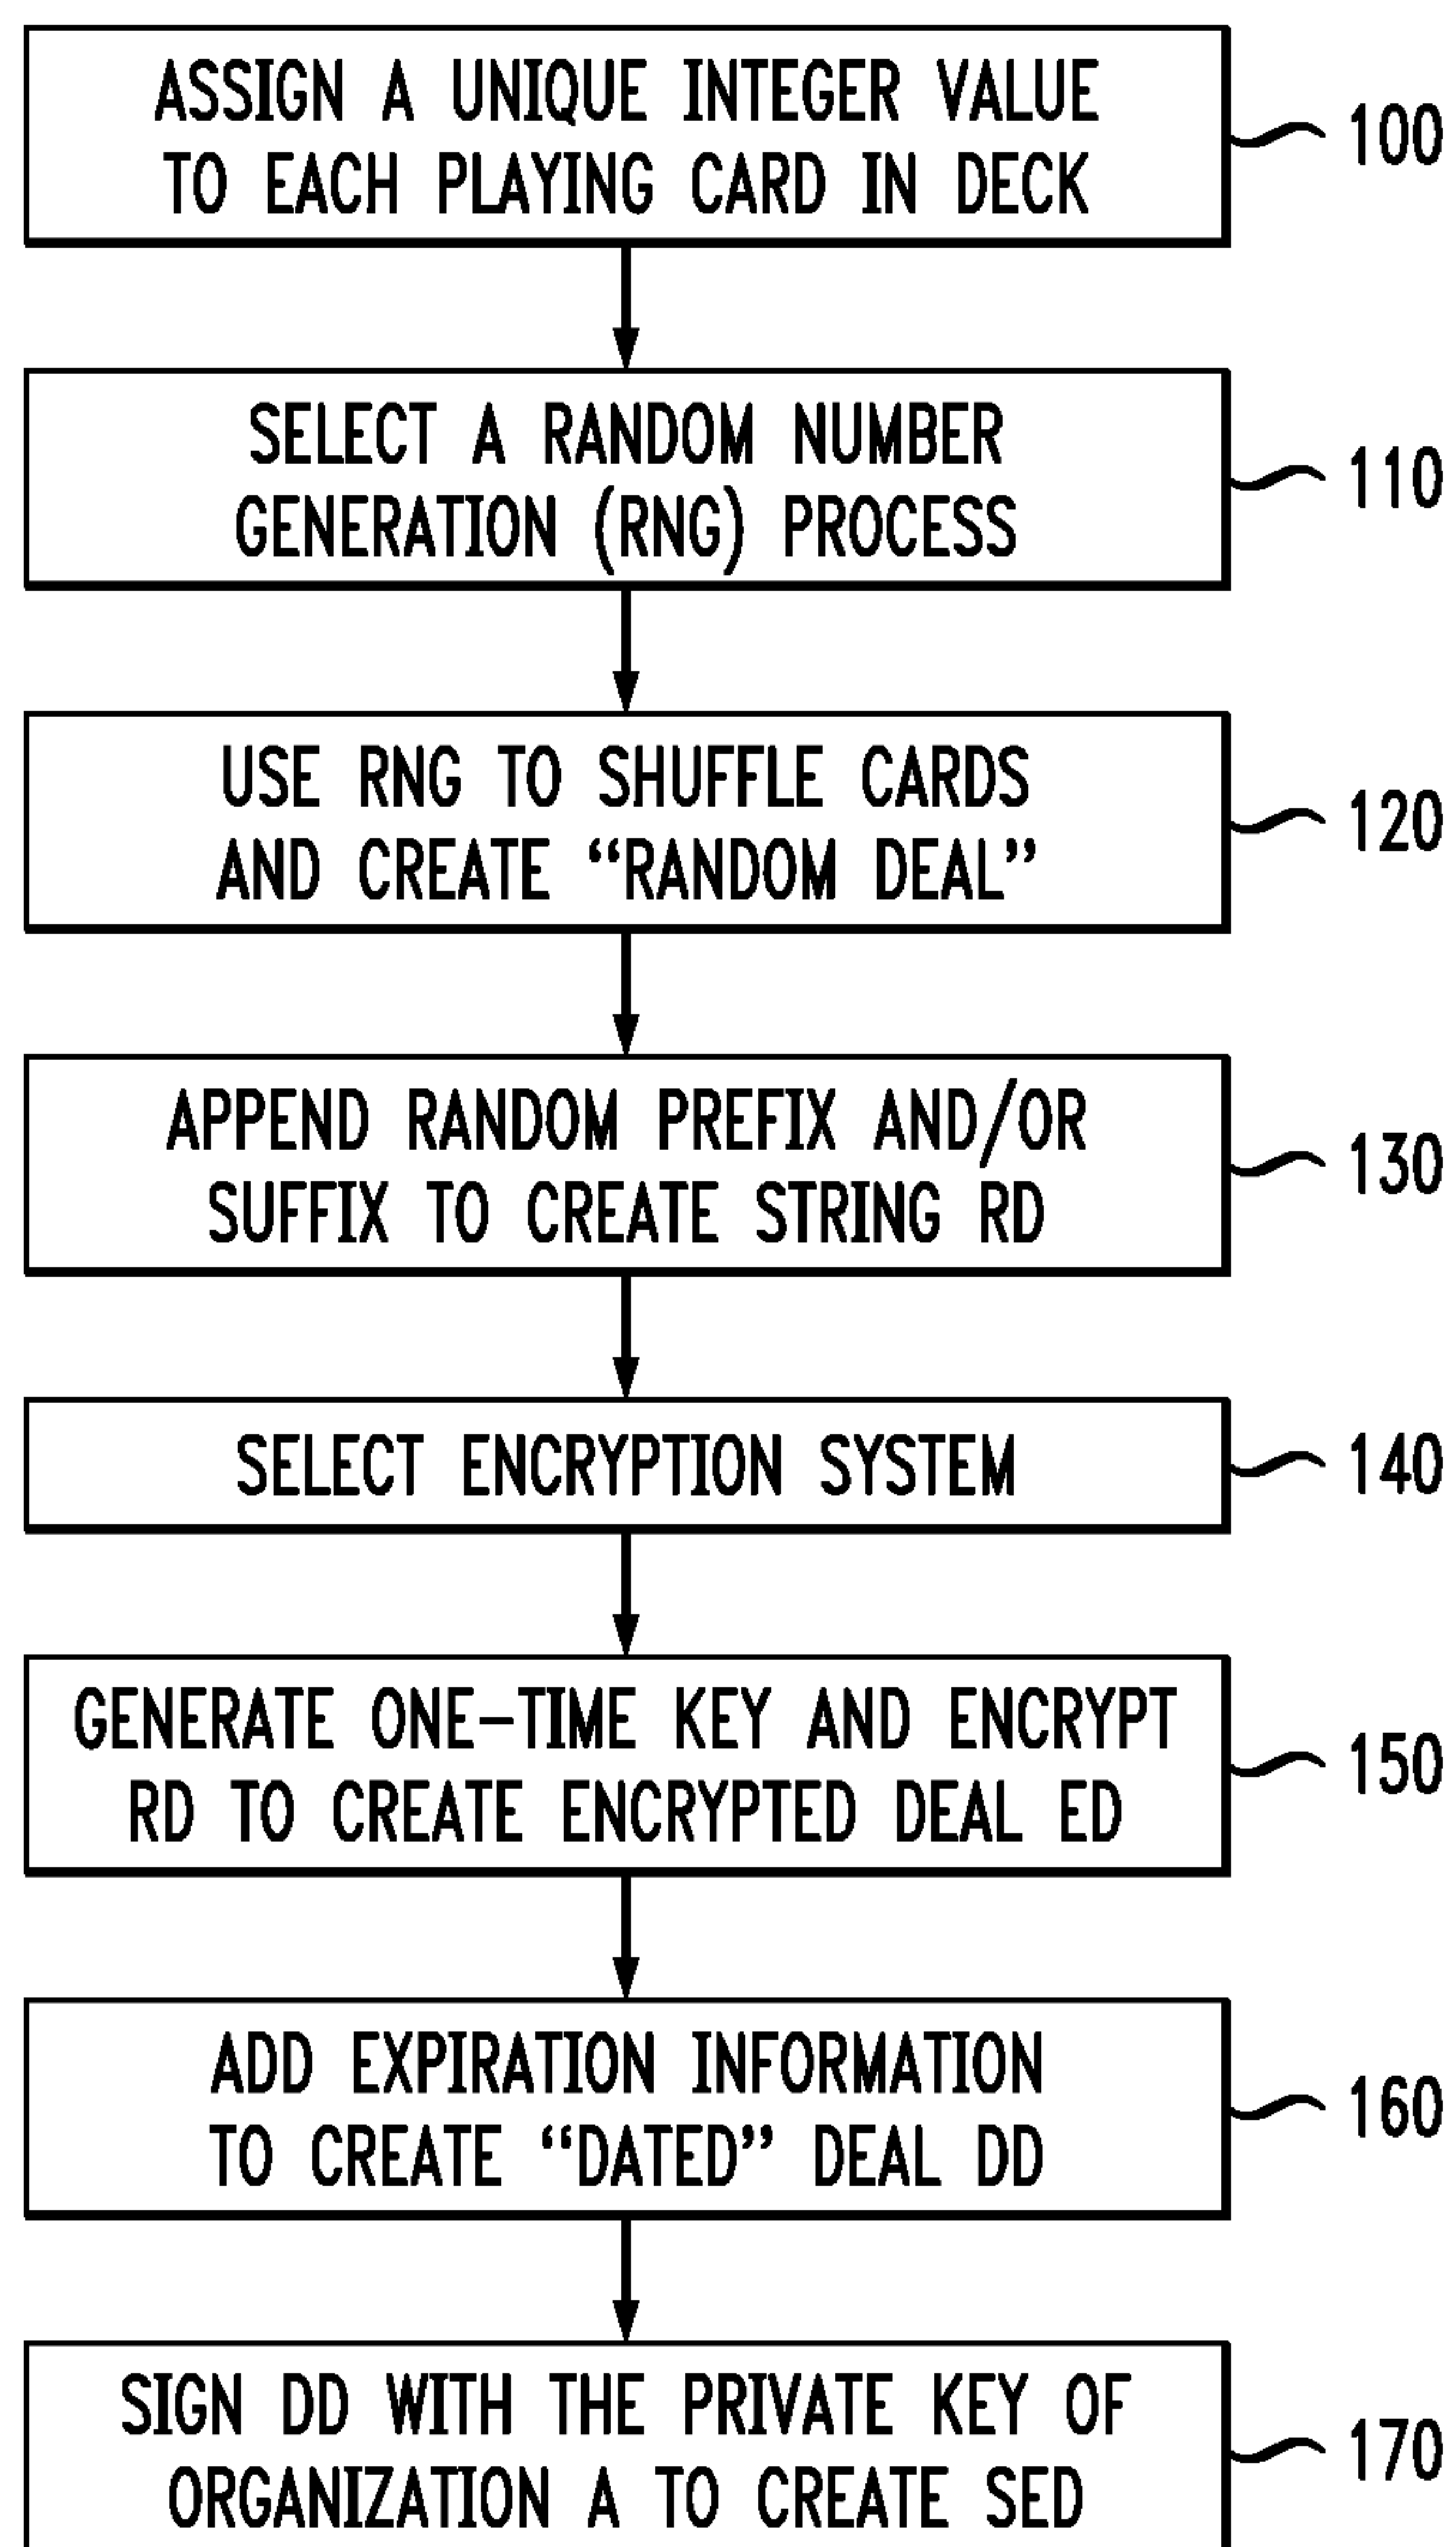 ASSIGN A UNIQUE INTEGER VALUE
TO EACH PLAYING CARD IN DECK
100
SELECT A RANDOM NUMBER
GENERATION (RNG) PROCESS
110
USE RNG TO SHUFFLE CARDS
AND CREATE “RANDOM DEAL”
120
APPEND RANDOM PREFIX AND/OR
SUFFIX TO CREATE STRING RD
130
SELECT ENCRYPTION SYSTEM
140
GENERATE ONE-TIME KEY AND ENCRYPT
RD TO CREATE ENCRYPTED DEAL ED
150
ADD EXPIRATION INFORMATION
TO CREATE “DATED” DEAL DD
160
SIGN DD WITH THE PRIVATE KEY OF
ORGANIZATION A TO CREATE SED
170